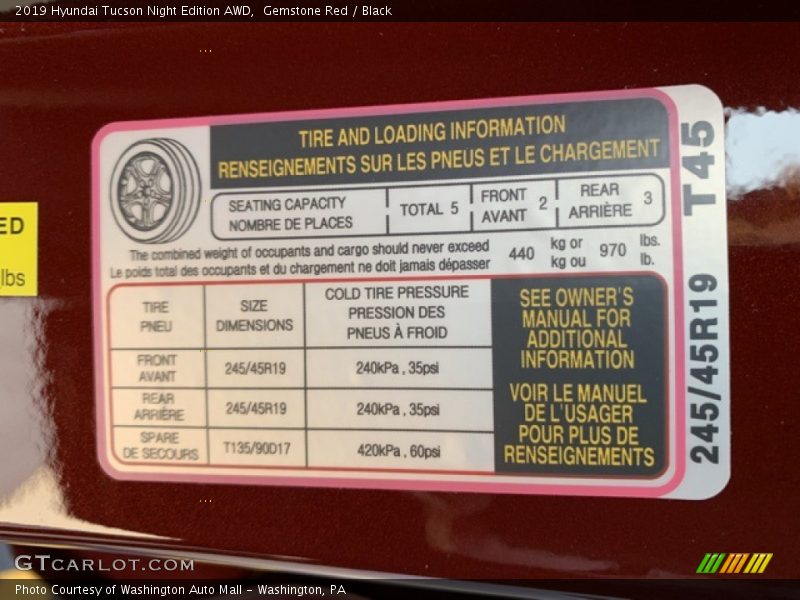 2019 Hyundai Tucson Night Edition AWD,  Gemstone Red / Black
ED
lbs
TIRE AND LOADING INFORMATION
RENSEIGNEMENTS SUR LES PNEUS ET LE CHARGEMENT
SEATING CAPACITY
NOMBRE DE PLACES
TOTAL 5
FRONT
AVANT
2
REAR
ARRIÈRE
3
The combined weight of occupants and cargo should never exceed
Le poids total des occupants et du chargement ne doit jamais dépasser
440
kg or
kg ou
970
lbs.
lb.
TIRE
PNEU
SIZE
DIMENSIONS
COLD TIRE PRESSURE
PRESSION DES
PNEUS À FROID
FRONT
AVANT
245/45R19
240kPa , 35psi
REAR
ARRIÈRE
245/45R19
240kPa , 35psi
SPARE
DE SECOURS
T135/90D17
420kPa , 60psi
SEE OWNER'S
MANUAL FOR
ADDITIONAL
INFORMATION
VOIR LE MANUEL
DE L'USAGER
POUR PLUS DE
RENSEIGNEMENTS
245/45R19 T45
GTCARLOT.COM
Photo Courtesy of Washington Auto Mall - Washington, PA